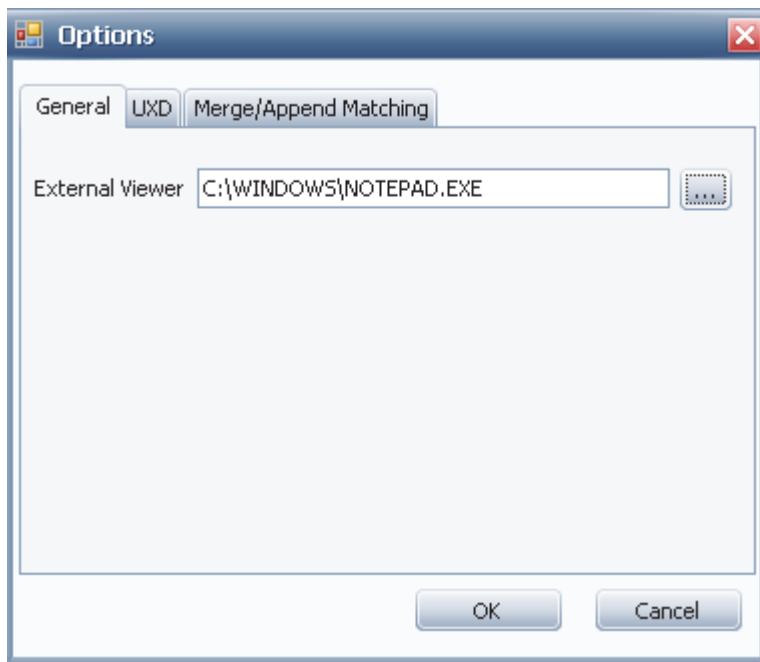 Options
General UXD Merge/Append Matching
External Viewer C:\WINDOWS\NOTEPAD.EXE ...
OK Cancel